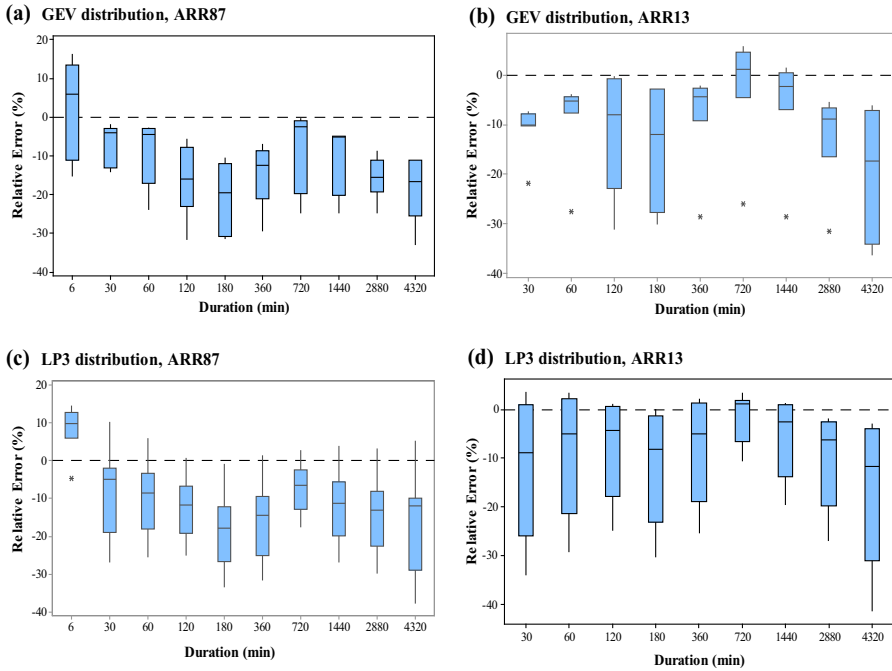 (a) GEV distribution, ARR87
20
10
0
-10
-20
-30
-40
Relative Error (%)
6 30 60 120 180 360 720 1440 2880 4320
Duration (min)
(b) GEV distribution, ARR13
0
-10
-20
-30
-40
Relative Error (%)
30 60 120 180 360 720 1440 2880 4320
Duration (min)
(c) LP3 distribution, ARR87
20
10
0
-10
-20
-30
-40
Relative Error (%)
6 30 60 120 180 360 720 1440 2880 4320
Duration (min)
(d) LP3 distribution, ARR13
0
-10
-20
-30
-40
Relative Error (%)
30 60 120 180 360 720 1440 2880 4320
Duration (min)